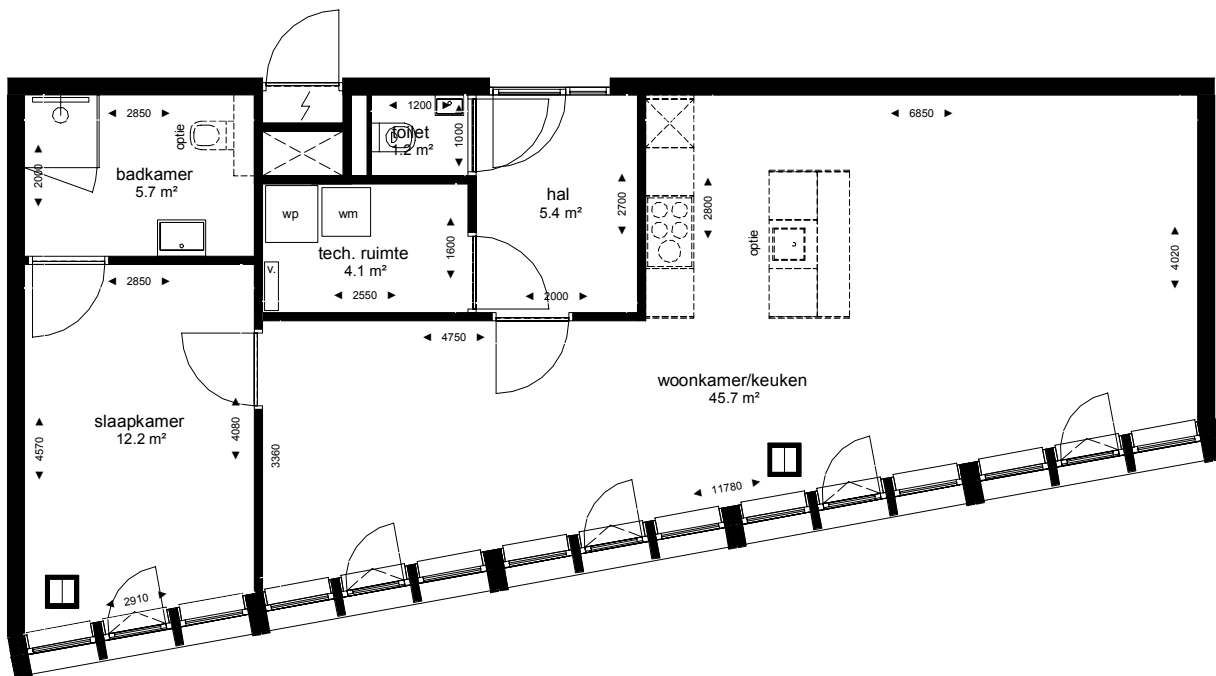 2850
optie
2000
badkamer
5.7 m²
1200
toilet
1.2 m²
1000
hal
5.4 m²
2700
2800
6850
optie
4020
wp
wm
v.
tech. ruimte
4.1 m²
1600
2550
2000
2850
4750
woonkamer/keuken
45.7 m²
slaapkamer
12.2 m²
4570
4080
3360
11780
2910